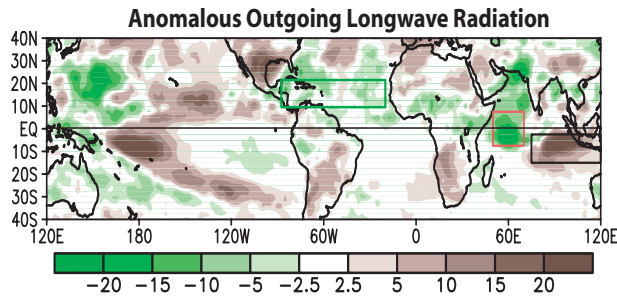 Anomalous Outgoing Longwave Radiation
40N
30N
20N
10N
EQ
10S
20S
30S
40S
120E 180 120W 60W 0 60E 120E
−20 −15 −10 −5 −2.5 2.5 5 10 15 20